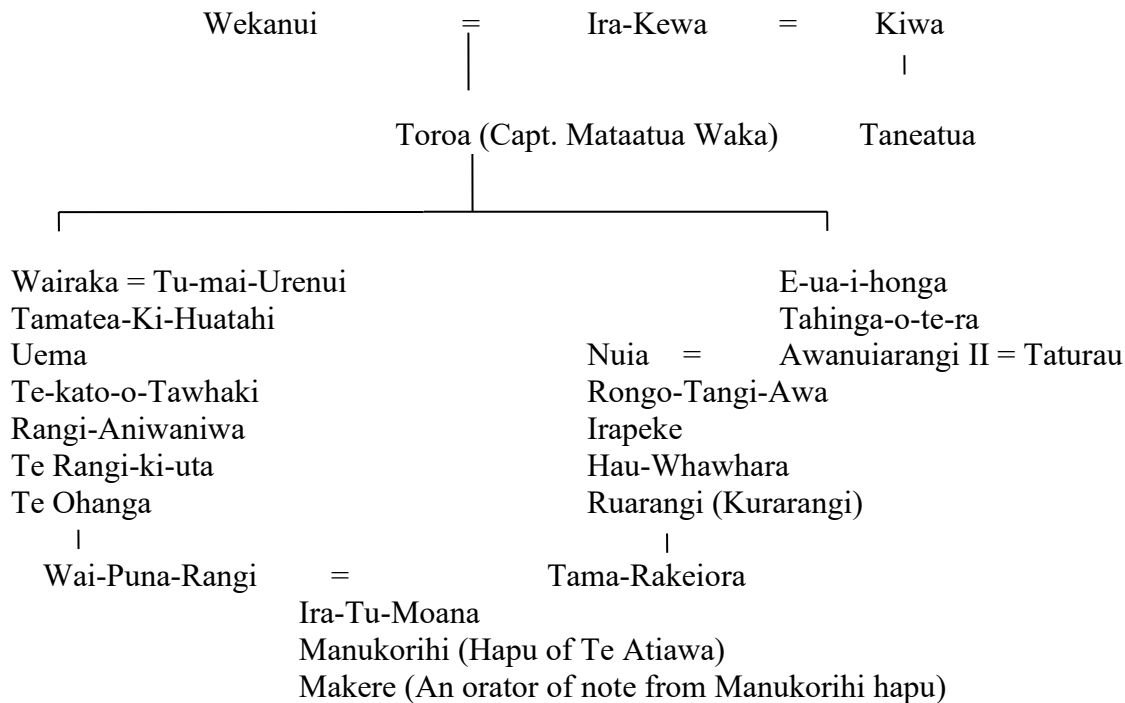 Wekanui = Ira-Kewa = Kiwa
Toroa (Capt. Mataatua Waka) Taneatua
Wairaka = Tu-mai-Urenui E-ua-i-honga
Tamatea-Ki-Huatahi Tahinga-o-te-ra
Uema Nuia = Awanuiarangi II = Taturau
Te-kato-o-Tawhaki Rongo-Tangi-Awa
Rangi-Aniwaniwa Irapeke
Te Rangi-ki-uta Hau-Whawhara
Te Ohanga Ruarangi (Kurarangi)
Wai-Puna-Rangi = Tama-Rakeiora
Ira-Tu-Moana
Manukorihi (Hapu of Te Atiawa)
Makere (An orator of note from Manukorihi hapu)